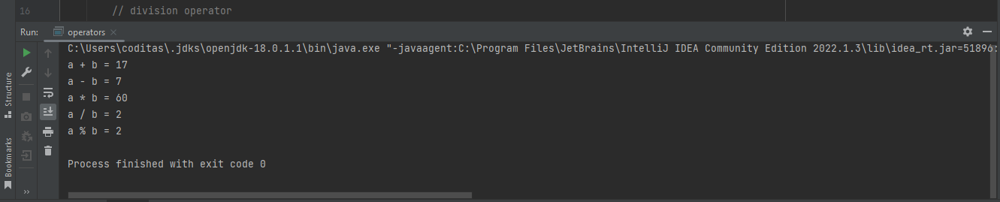 16 // division operator
Run: operators
C:\Users\coditas\.jdks\openjdk-18.0.1.1\bin\java.exe "-javaagent:C:\Program Files\JetBrains\IntelliJ IDEA Community Edition 2022.1.3\lib\idea_rt.jar=51896:
a + b = 17
a - b = 7
a * b = 60
a / b = 2
a % b = 2
Process finished with exit code 0
Structure
Bookmarks